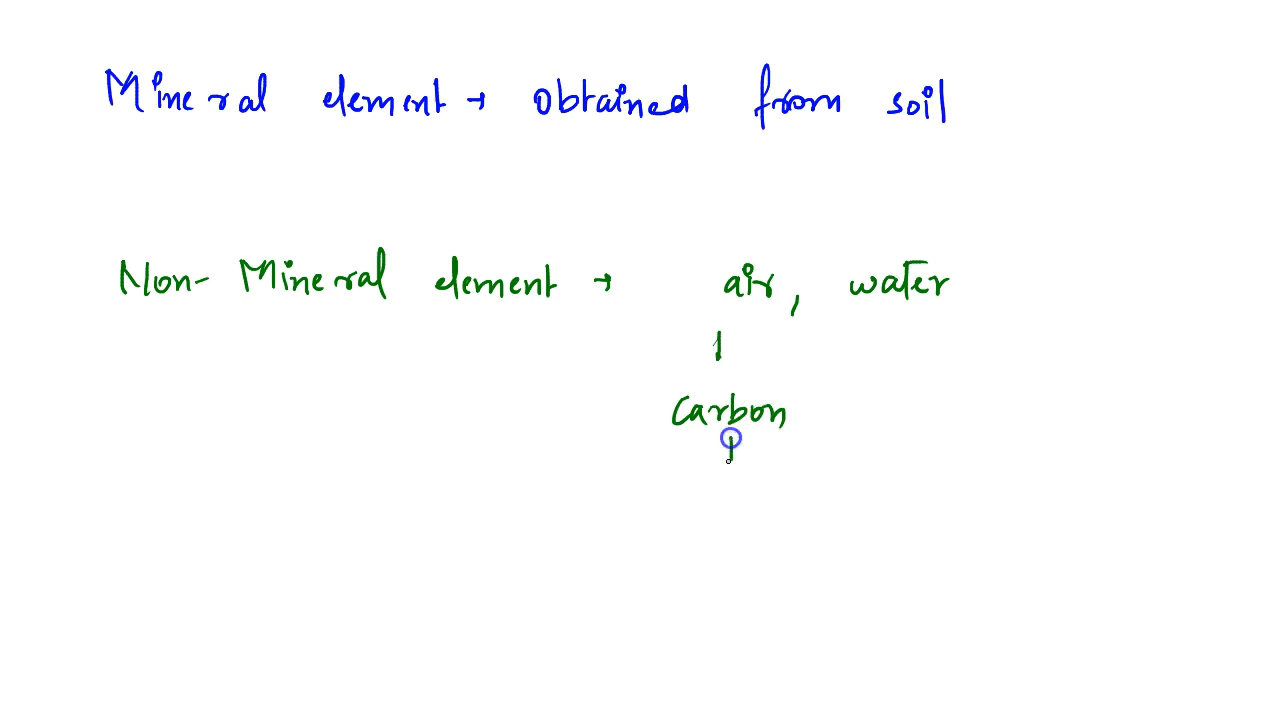 Mineral element → obtained from soil
Non-Mineral element → air, water
Carbon,